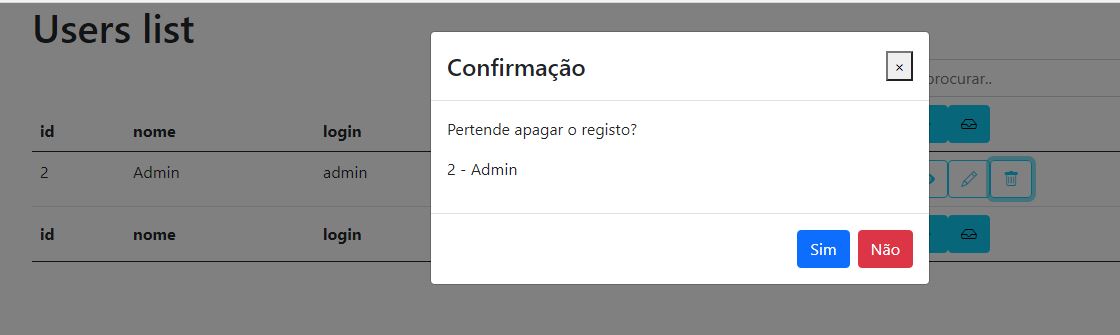 Users list
Confirmação
×
procurar..
id nome login
Pertende apagar o registo?
2 Admin admin
2 - Admin
id nome login
Sim Não